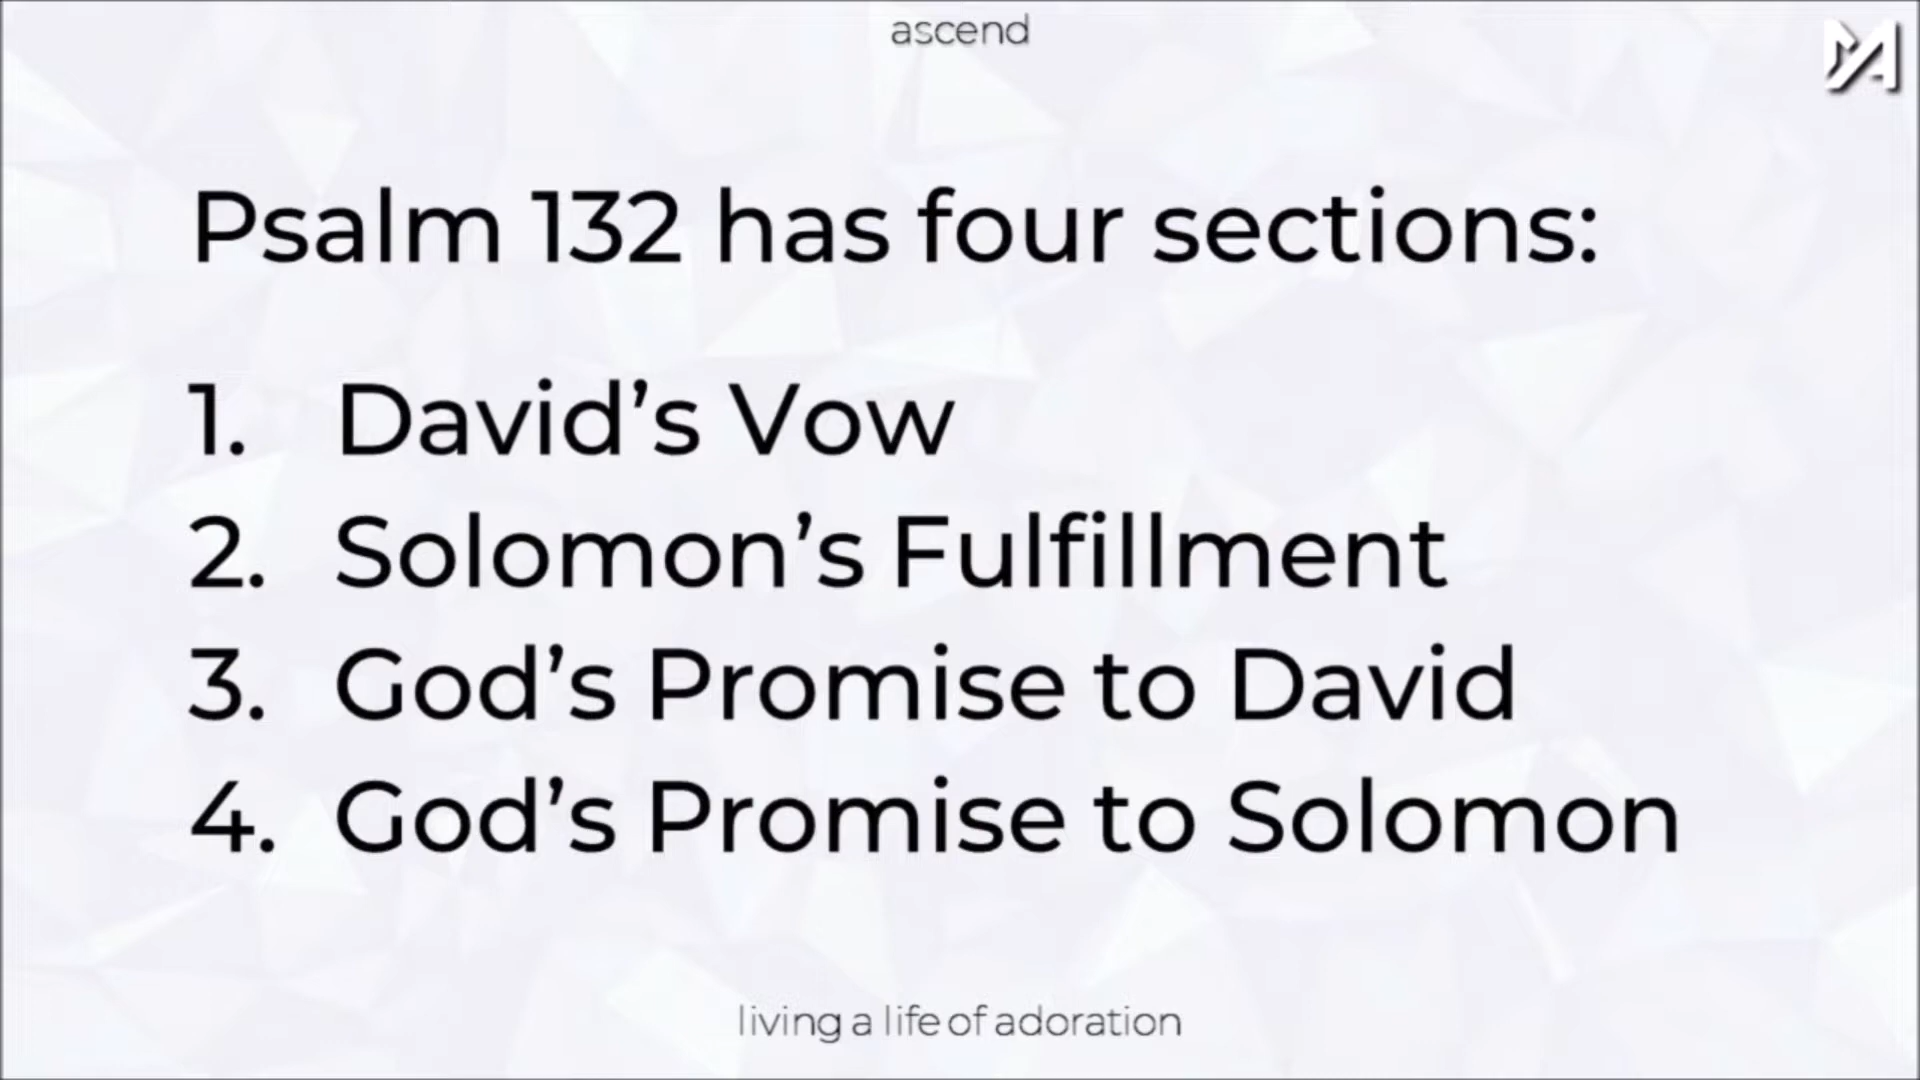 ascend
MA
Psalm 132 has four sections:
1. David’s Vow
2. Solomon’s Fulfillment
3. God’s Promise to David
4. God’s Promise to Solomon
living a life of adoration